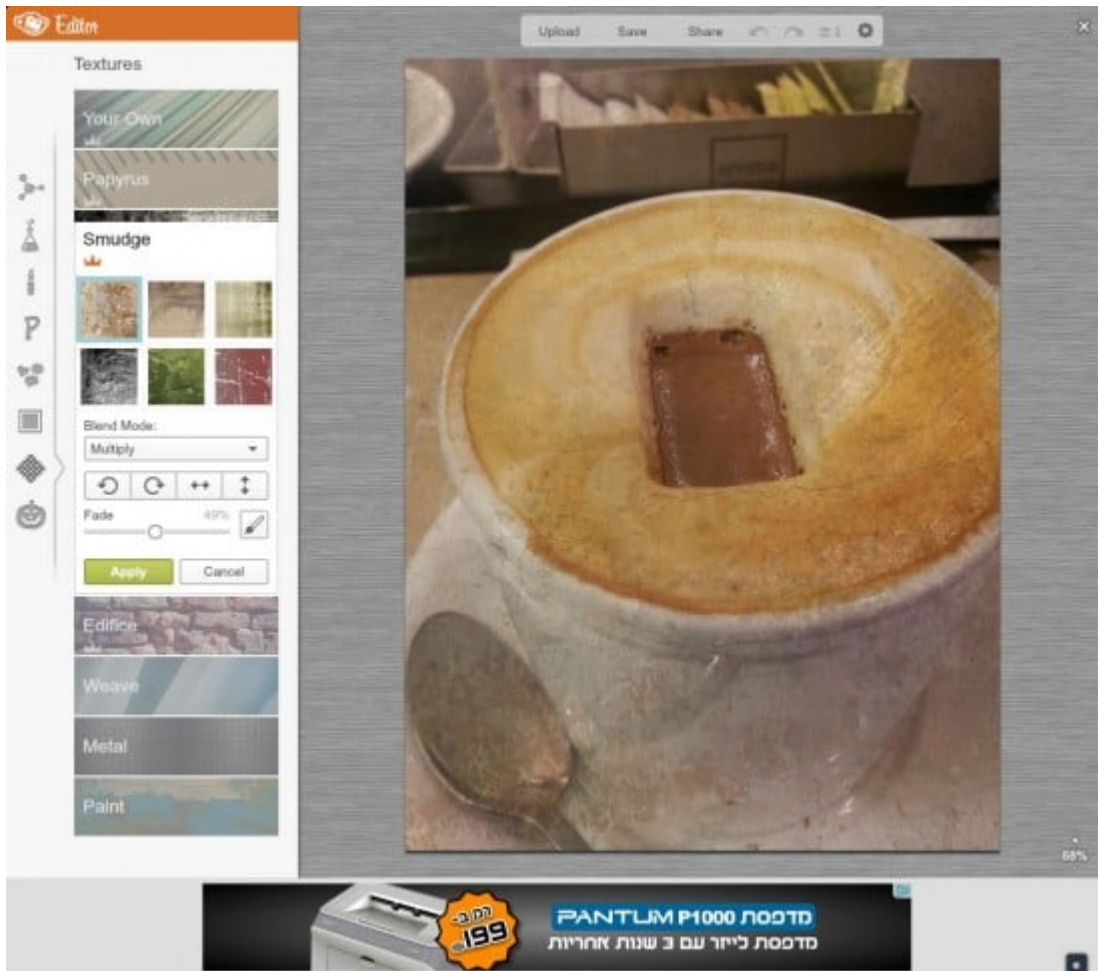 Editor
Upload
Save
Share
Textures
Your Own
Papyrus
Smudge
Blend Mode:
Multiply
Fade
49%
Apply
Cancel
Edifice
Weave
Metal
Paint
68%
רק ב-
199
מדפסת PANTUM P1000
מדפסת לייזר עם 3 שנות אחריות